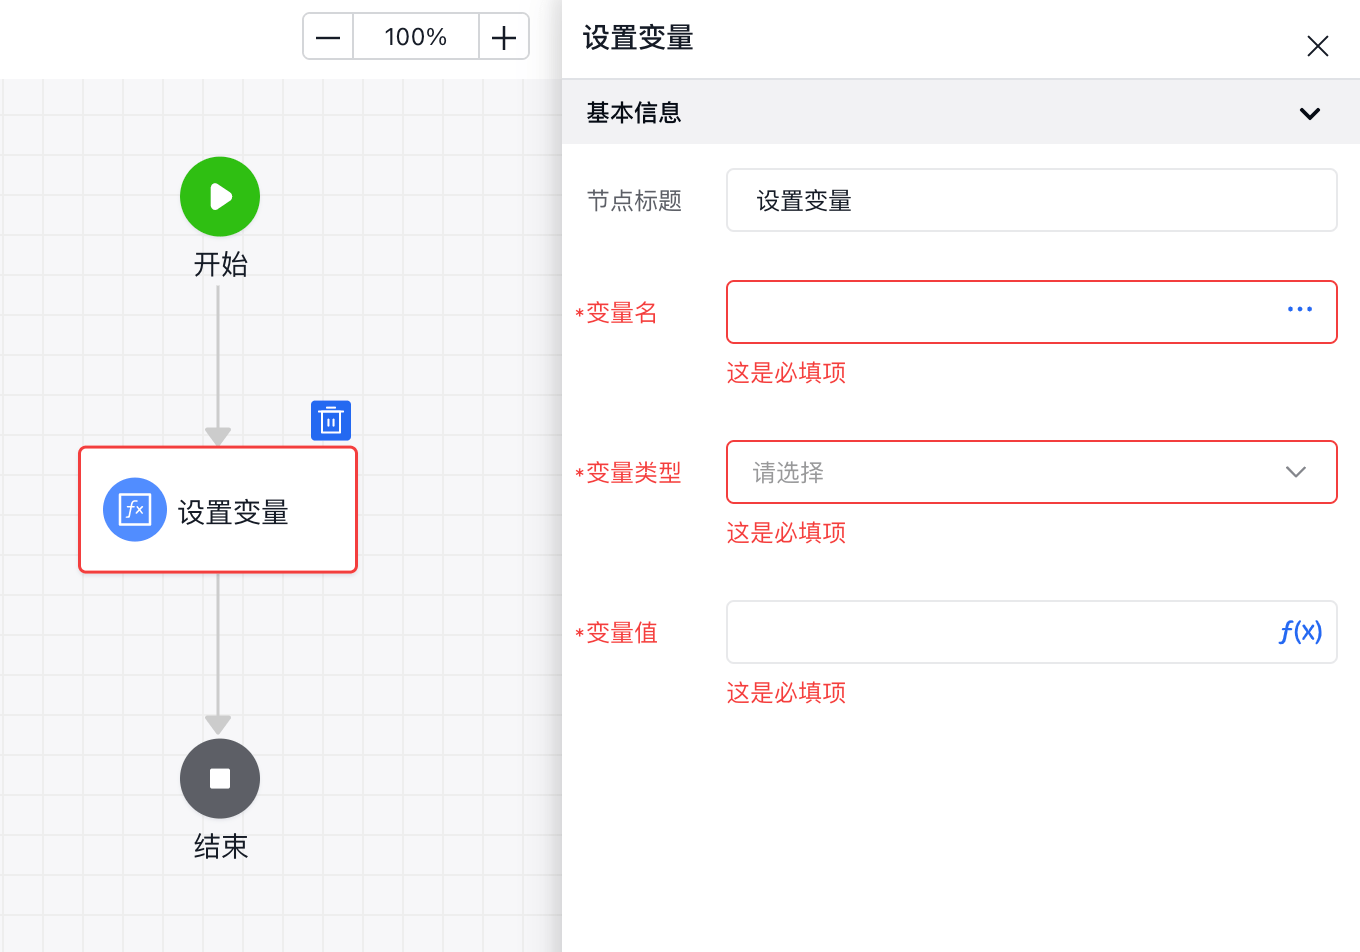 100%
开始
设置变量
结束
设置变量
基本信息
节点标题
设置变量
*变量名
···
这是必填项
*变量类型
请选择
这是必填项
*变量值
f(x)
这是必填项